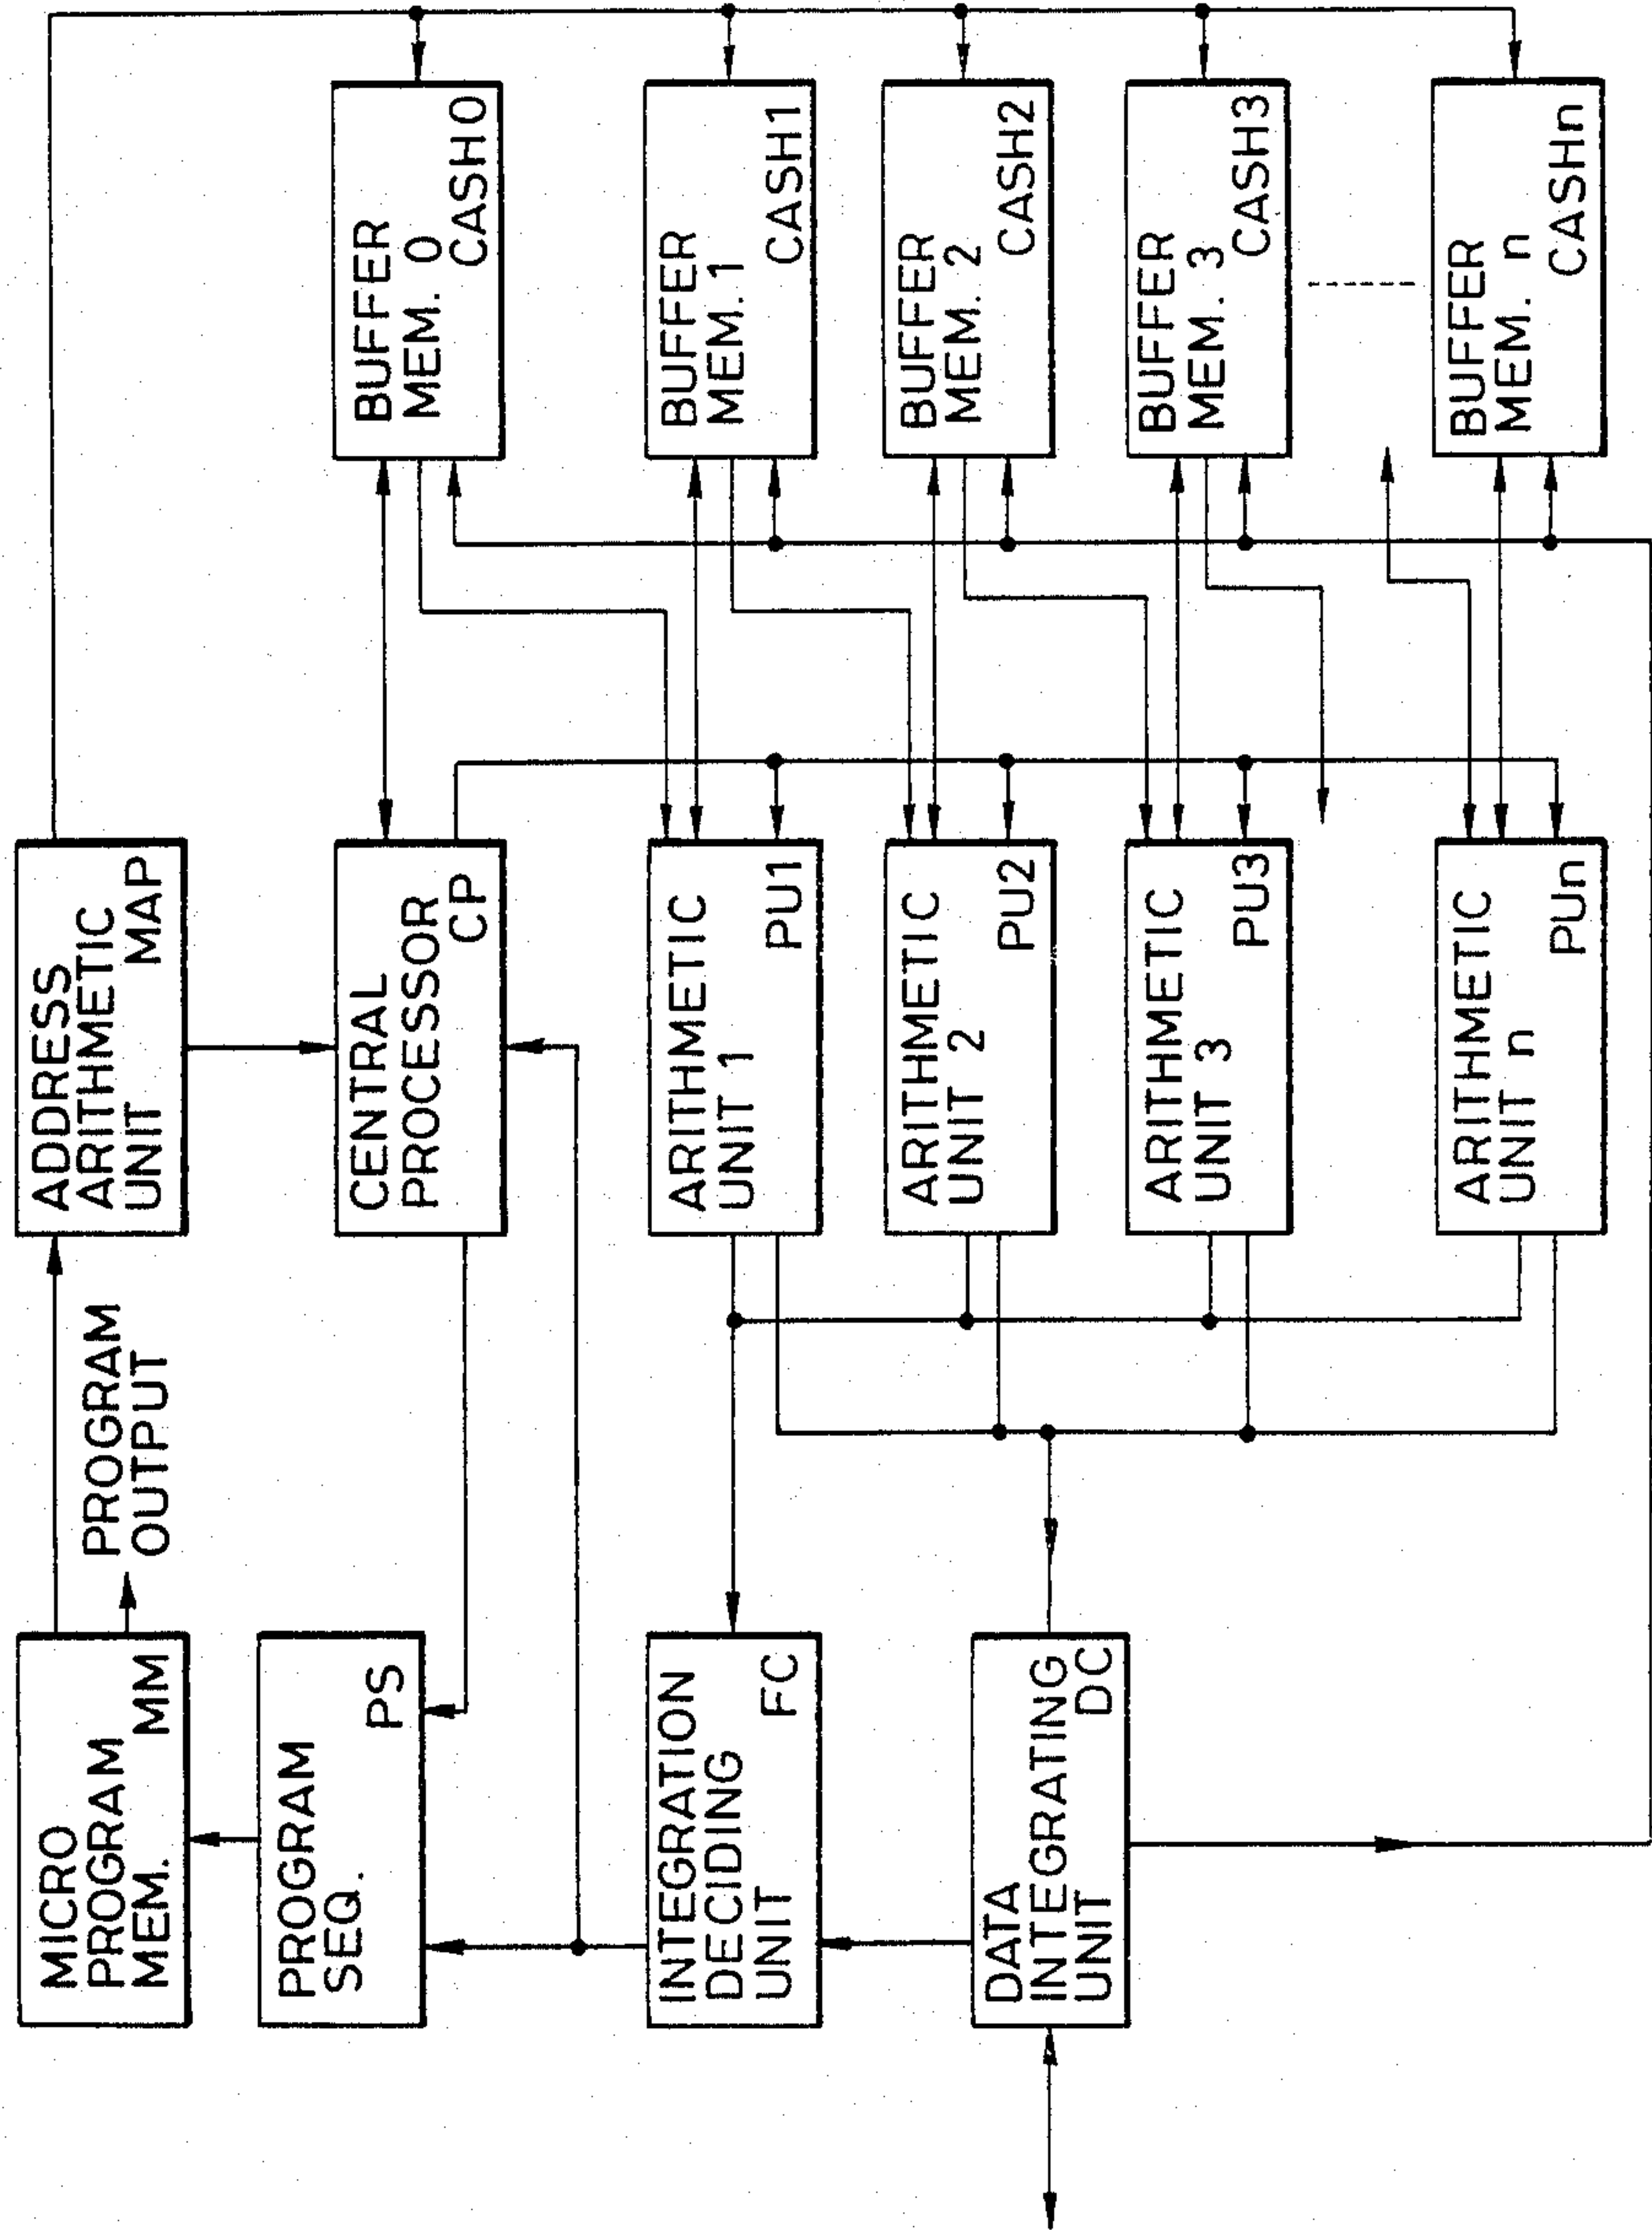 MICRO
PROGRAM
MEM. MM
PROGRAM
OUTPUT
ADDRESS
ARITHMETIC
UNIT MAP
PROGRAM
SEQ. PS
CENTRAL
PROCESSOR
CP
BUFFER
MEM. 0
CASH0
INTEGRATION
DECIDING
UNIT FC
ARITHMETIC
UNIT 1
PU1
BUFFER
MEM. 1
CASH1
ARITHMETIC
UNIT 2
PU2
BUFFER
MEM. 2
CASH2
DATA
INTEGRATING
UNIT DC
ARITHMETIC
UNIT 3
PU3
BUFFER
MEM. 3
CASH3
ARITHMETIC
UNIT n
PUn
BUFFER
MEM. n
CASHn